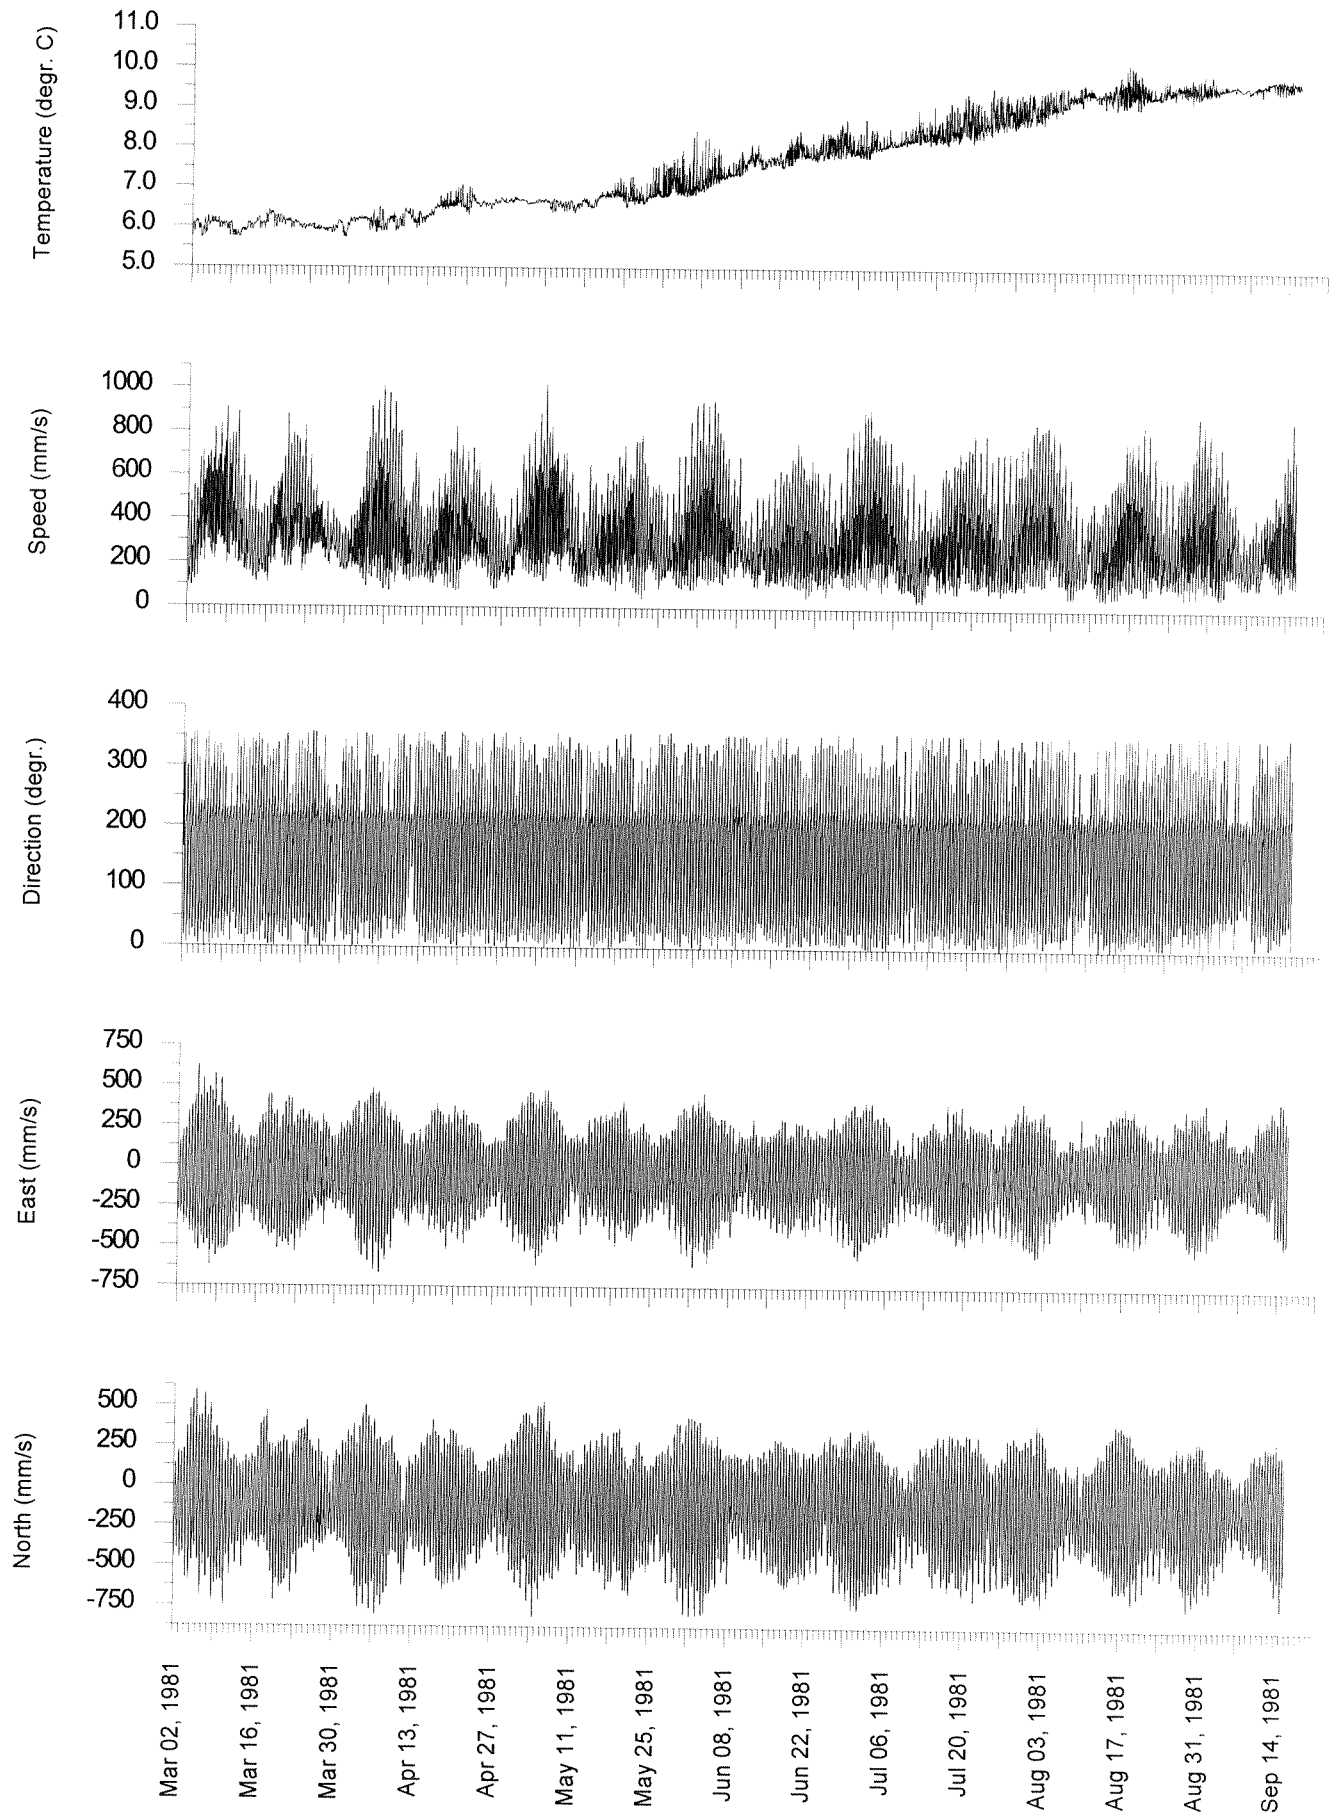 Temperature (degr. C)
11.0
10.0
9.0
8.0
7.0
6.0
5.0
Speed (mm/s)
1000
800
600
400
200
0
Direction (degr.)
400
300
200
100
0
East (mm/s)
750
500
250
0
-250
-500
-750
North (mm/s)
500
250
0
-250
-500
-750
Mar 02, 1981
Mar 16, 1981
Mar 30, 1981
Apr 13, 1981
Apr 27, 1981
May 11, 1981
May 25, 1981
Jun 08, 1981
Jun 22, 1981
Jul 06, 1981
Jul 20, 1981
Aug 03, 1981
Aug 17, 1981
Aug 31, 1981
Sep 14, 1981